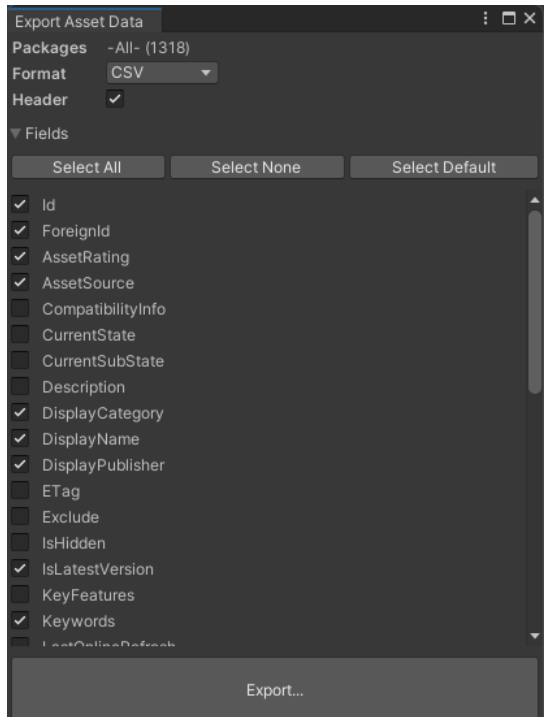 Export Asset Data
Packages -All- (1318)
Format CSV
Header
Fields
Select All Select None Select Default
Id
ForeignId
AssetRating
AssetSource
CompatibilityInfo
CurrentState
CurrentSubState
Description
DisplayCategory
DisplayName
DisplayPublisher
ETag
Exclude
IsHidden
IsLatestVersion
KeyFeatures
Keywords
LastOnlineRefresh
Export...